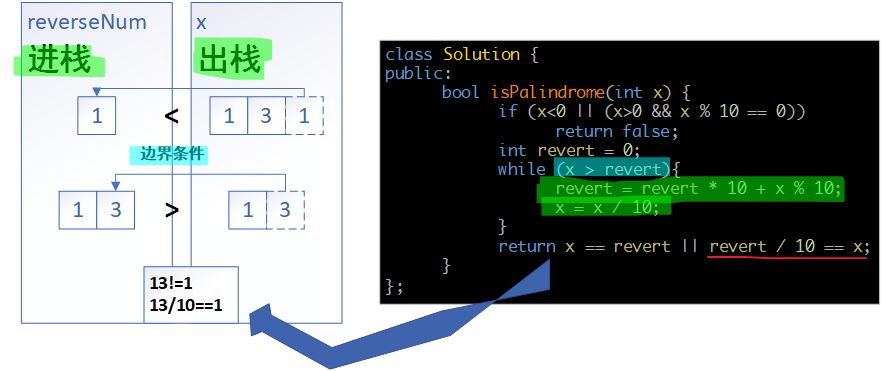 reverseNum x
进栈 出栈
1 < 1 3 1
边界条件
1 3 > 1 3
13!=1
13/10==1
class Solution {
public:
bool isPalindrome(int x) {
if (x<0 || (x>0 && x % 10 == 0))
return false;
int revert = 0;
while (x > revert){
revert = revert * 10 + x % 10;
x = x / 10;
}
return x == revert || revert / 10 == x;
}
};